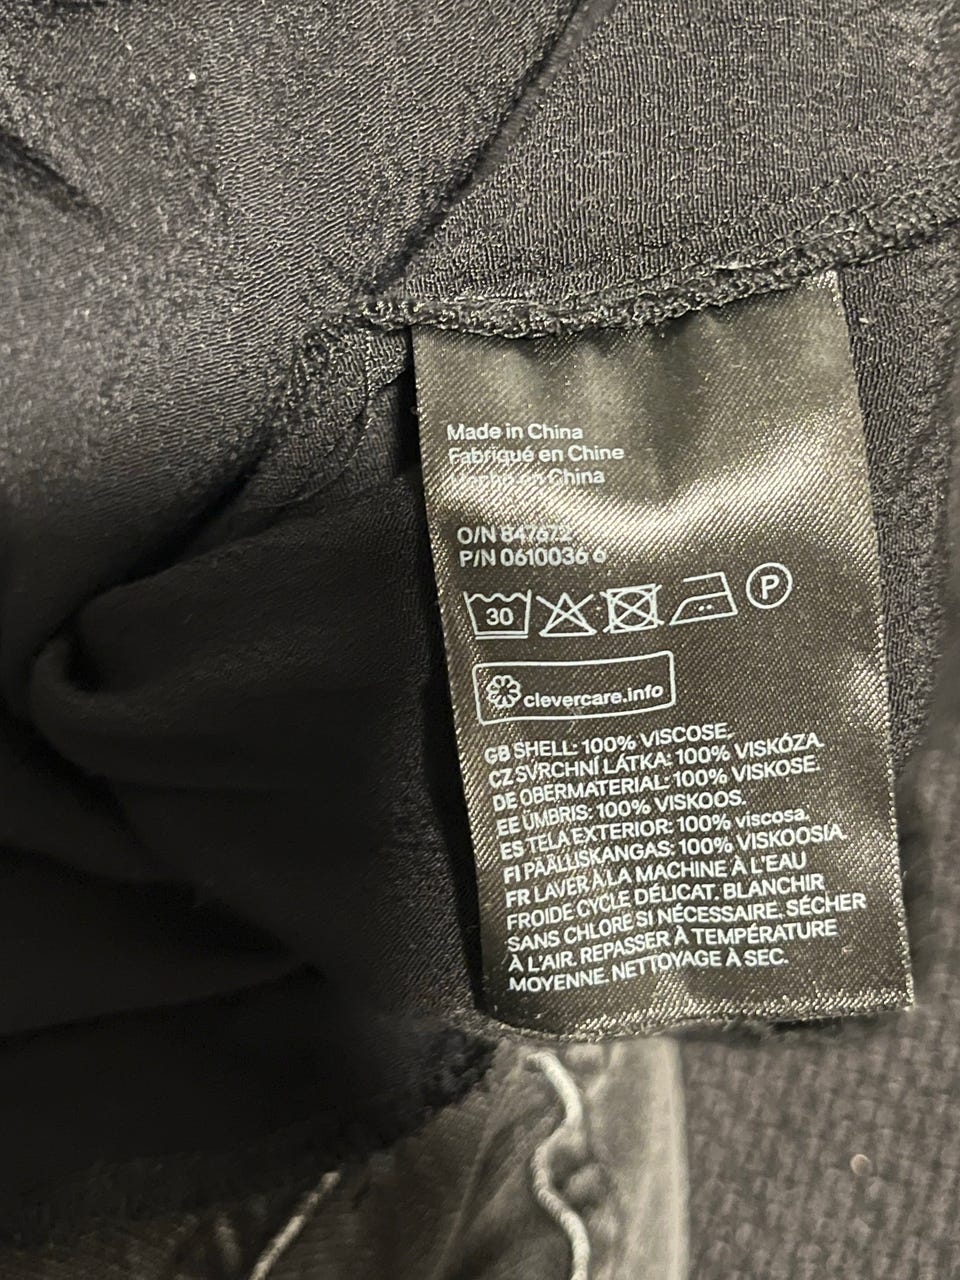 Made in China
Fabriqué en Chine
Hecho en China
O/N 847672
P/N 0610036 6
30
P
clevercare.info
GB SHELL: 100% VISCOSE.
CZ SVRCHNÍ LÁTKA: 100% VISKÓZA.
DE OBERMATERIAL: 100% VISKOSE.
EE ÜMBRIS: 100% VISKOOS.
ES TELA EXTERIOR: 100% viscosa.
FI PÄÄLLISKANGAS: 100% VISKOOSIA
FR LAVER À LA MACHINE À L'EAU
FROIDE CYCLE DÉLICAT. BLANCHIR
SANS CHLORE SI NÉCESSAIRE. SÉCHER
À L'AIR. REPASSER À TEMPÉRATURE
MOYENNE. NETTOYAGE À SEC.